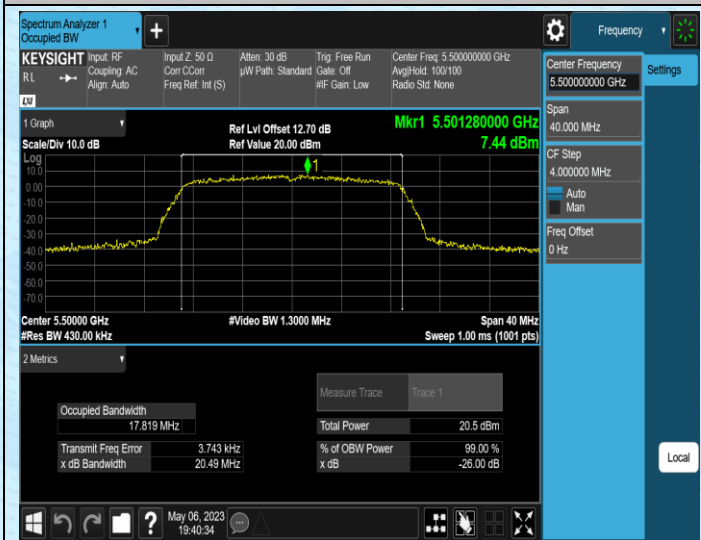 Spectrum Analyzer 1
Occupied BW
Frequency
KEYSIGHT
R L
LXI
Input: RF
Coupling: AC
Align: Auto
Input Z: 50 Ω
Corr CCorr
Freq Ref: Int (S)
Atten: 30 dB
µW Path: Standard
Trig: Free Run
Gate: Off
#IF Gain: Low
Center Freq: 5.500000000 GHz
Avg|Hold: 100/100
Radio Std: None
Center Frequency
5.500000000 GHz
Settings
Span
40.000 MHz
CF Step
4.000000 MHz
Auto
Man
Freq Offset
0 Hz
1 Graph
Scale/Div 10.0 dB
Ref Lvl Offset 12.70 dB
Ref Value 20.00 dBm
Mkr1 5.501280000 GHz
7.44 dBm
Log
10.0
0.00
-10.0
-20.0
-30.0
-40.0
-50.0
-60.0
-70.0
1
Center 5.50000 GHz
#Res BW 430.00 kHz
#Video BW 1.3000 MHz
Span 40 MHz
Sweep 1.00 ms (1001 pts)
2 Metrics
Measure Trace
Trace 1
Occupied Bandwidth
17.819 MHz
Total Power
20.5 dBm
Transmit Freq Error
3.743 kHz
% of OBW Power
99.00 %
x dB Bandwidth
20.49 MHz
x dB
-26.00 dB
Local
?
May 06, 2023
19:40:34